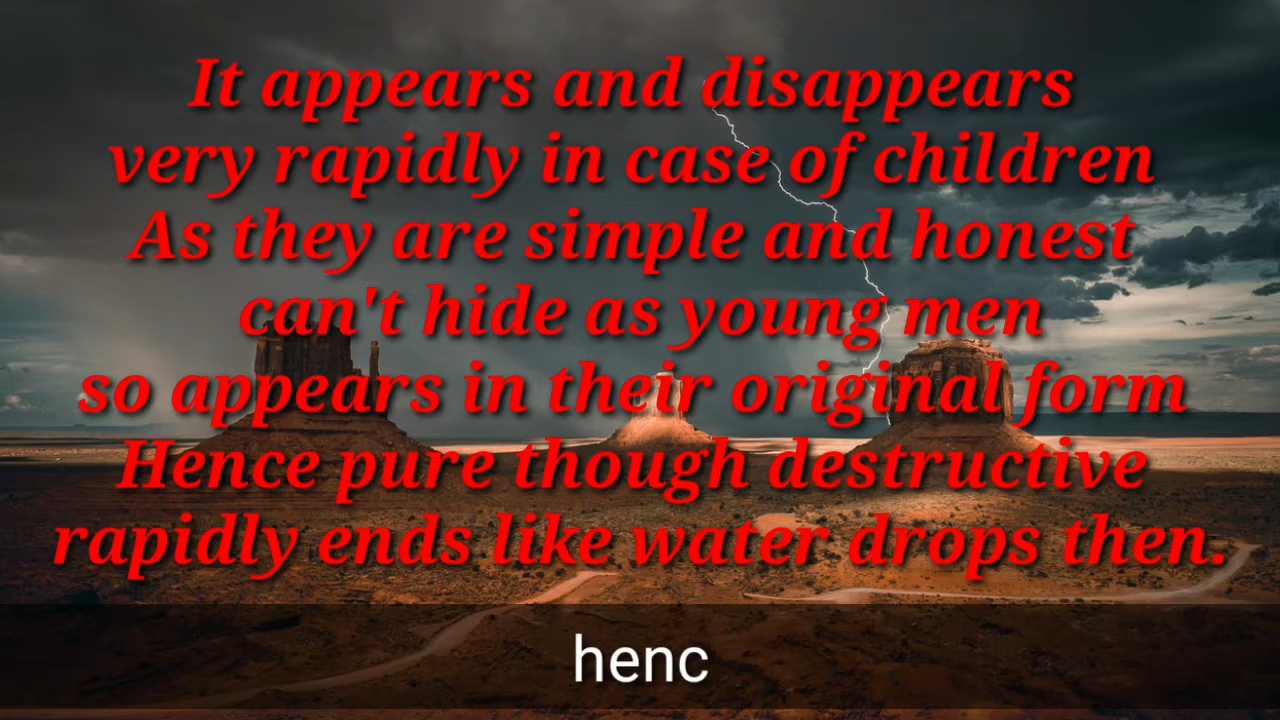 It appears and disappears
very rapidly in case of children
As they are simple and honest
can't hide as young men
so appears in their original form
Hence pure though destructive
rapidly ends like water drops then.
henc